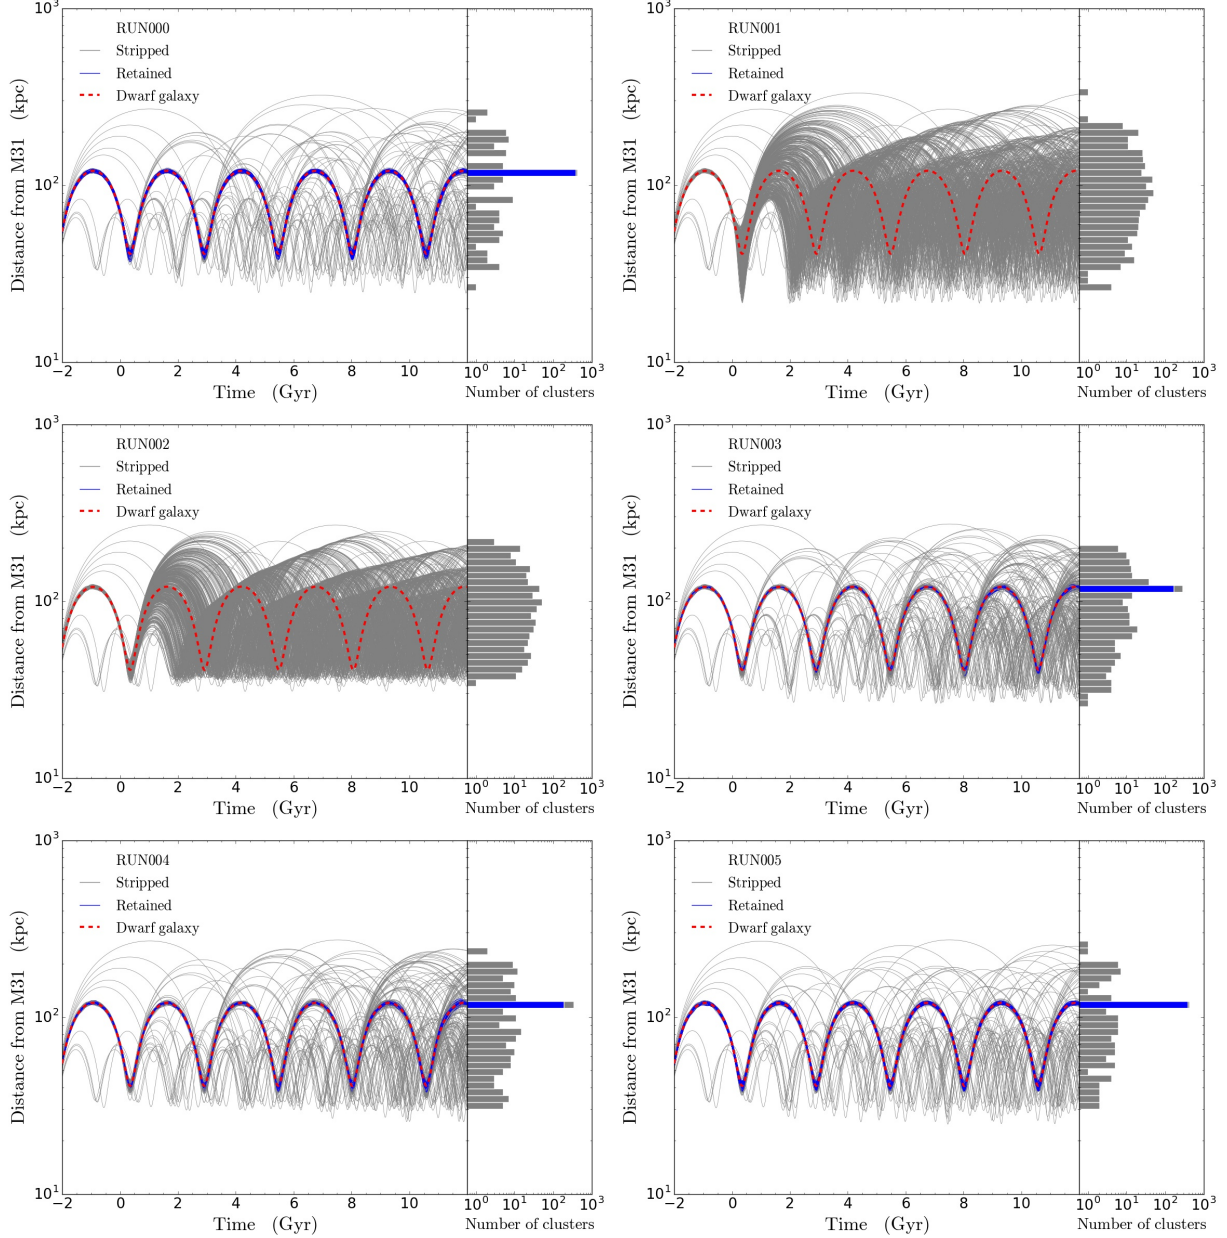 RUN000
Stripped
Retained
Dwarf galaxy
Distance from M31 (kpc)
10³
10²
10¹
−2 0 2 4 6 8 10
Time (Gyr)
10⁰ 10¹ 10² 10³
Number of clusters
RUN001
Stripped
Retained
Dwarf galaxy
Distance from M31 (kpc)
10³
10²
10¹
−2 0 2 4 6 8 10
Time (Gyr)
10⁰ 10¹ 10² 10³
Number of clusters
RUN002
Stripped
Retained
Dwarf galaxy
Distance from M31 (kpc)
10³
10²
10¹
−2 0 2 4 6 8 10
Time (Gyr)
10⁰ 10¹ 10² 10³
Number of clusters
RUN003
Stripped
Retained
Dwarf galaxy
Distance from M31 (kpc)
10³
10²
10¹
−2 0 2 4 6 8 10
Time (Gyr)
10⁰ 10¹ 10² 10³
Number of clusters
RUN004
Stripped
Retained
Dwarf galaxy
Distance from M31 (kpc)
10³
10²
10¹
−2 0 2 4 6 8 10
Time (Gyr)
10⁰ 10¹ 10² 10³
Number of clusters
RUN005
Stripped
Retained
Dwarf galaxy
Distance from M31 (kpc)
10³
10²
10¹
−2 0 2 4 6 8 10
Time (Gyr)
10⁰ 10¹ 10² 10³
Number of clusters